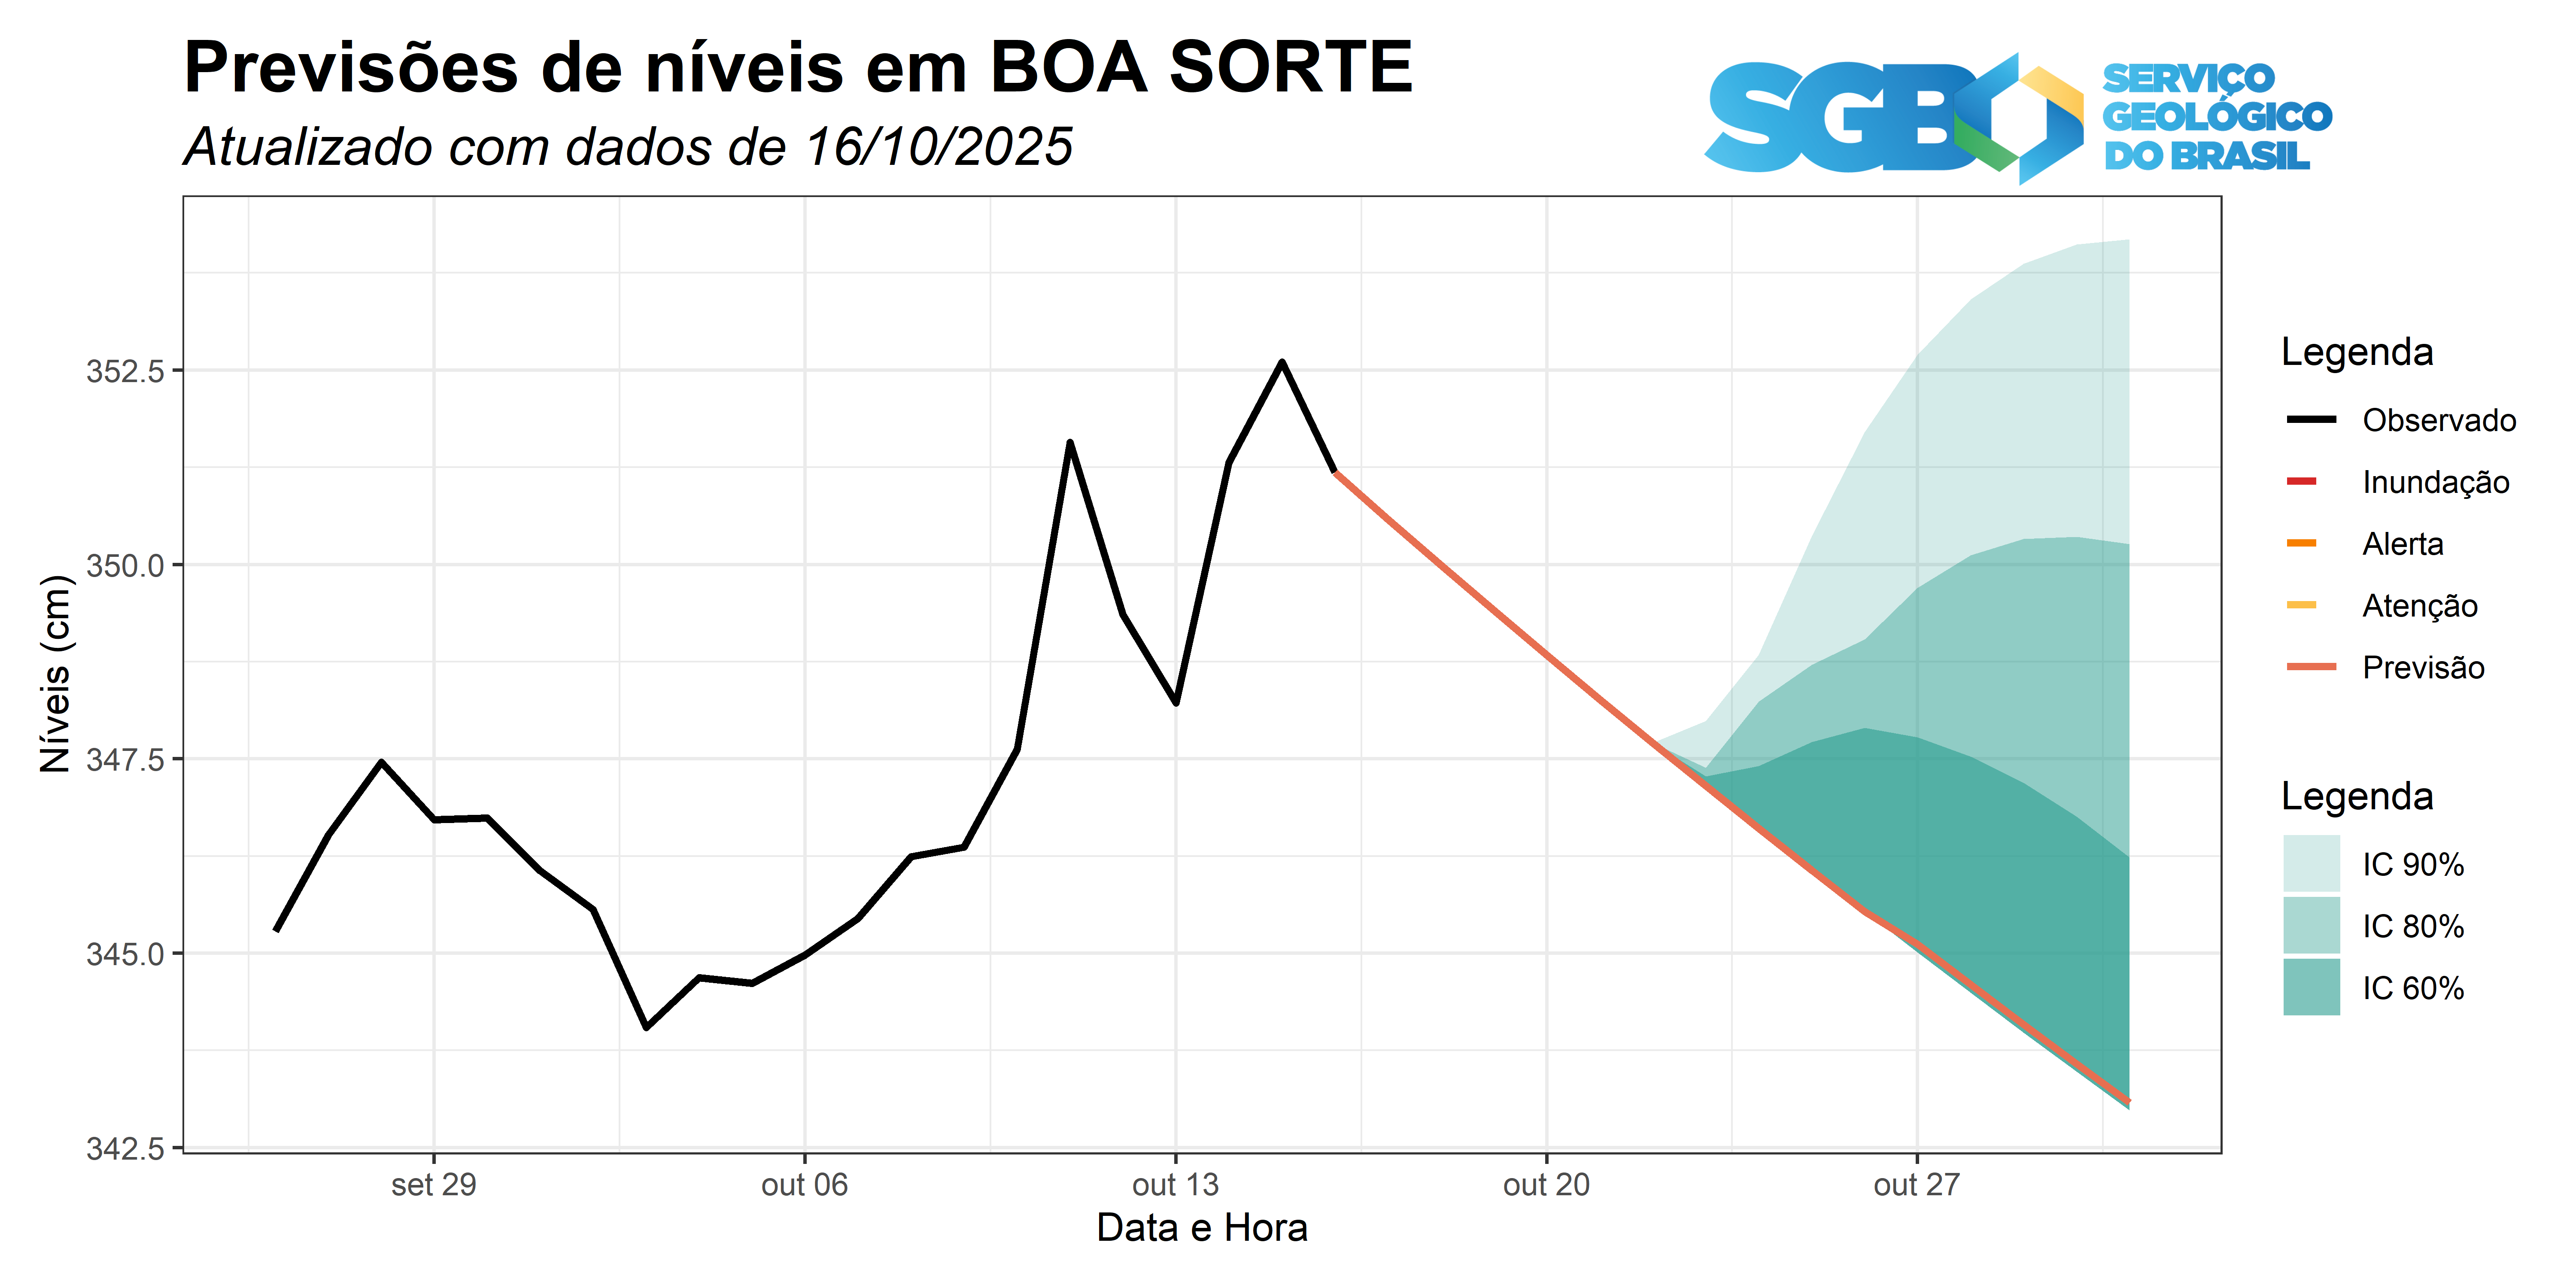 Previsões de níveis em BOA SORTE
Atualizado com dados de 16/10/2025
SGB
SERVIÇO
GEOLÓGICO
DO BRASIL
Níveis (cm)
352.5
350.0
347.5
345.0
342.5
set 29
out 06
out 13
out 20
out 27
Data e Hora
Legenda
Observado
Inundação
Alerta
Atenção
Previsão
Legenda
IC 90%
IC 80%
IC 60%